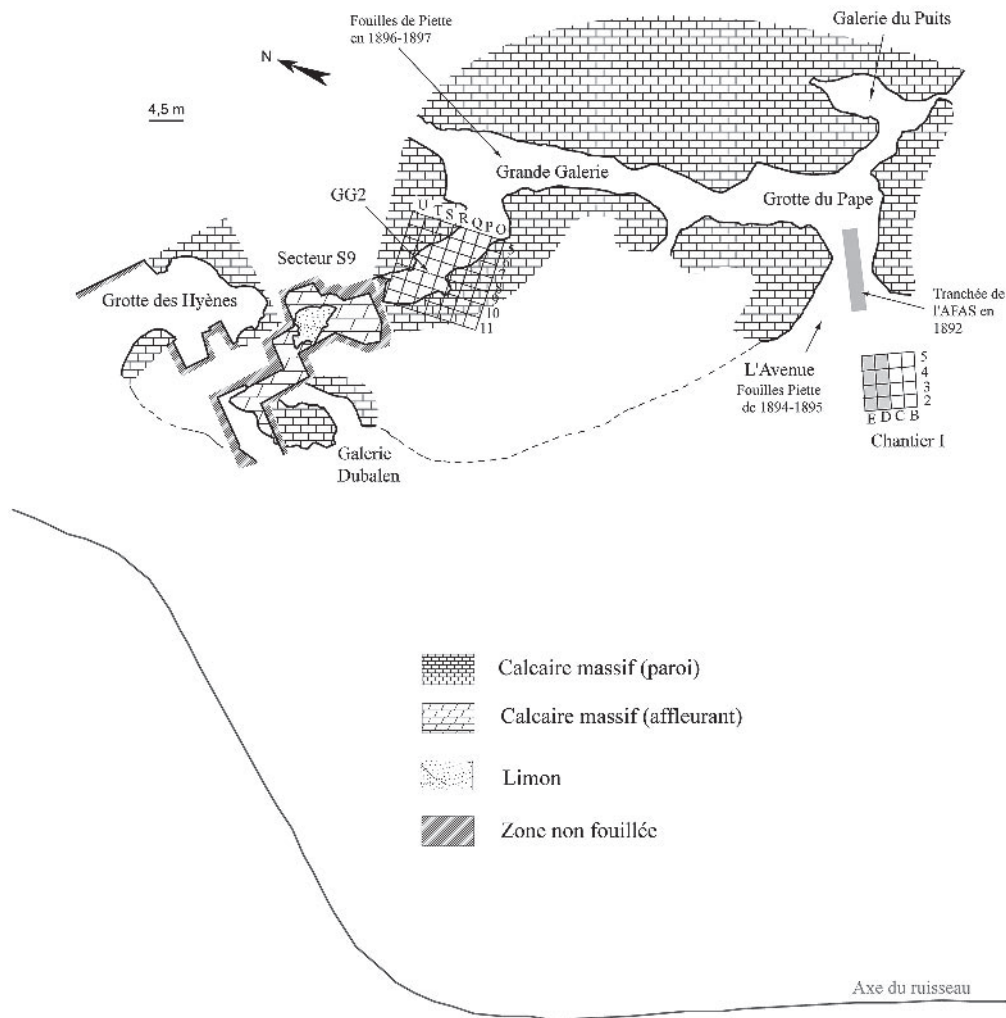 Fouilles de Piette
en 1896-1897
Galerie du Puits
N
4,5 m
Grande Galerie
Grotte du Pape
GG2
U T S R Q P O
5
6
7
8
9
10
11
Secteur S9
Grotte des Hyènes
Tranchée de
l'AFAS en
1892
L'Avenue
Fouilles Piette
de 1894-1895
5
4
3
2
E D C B
Chantier I
Galerie
Dubalen
Calcaire massif (paroi)
Calcaire massif (affleurant)
Limon
Zone non fouillée
Axe du ruisseau